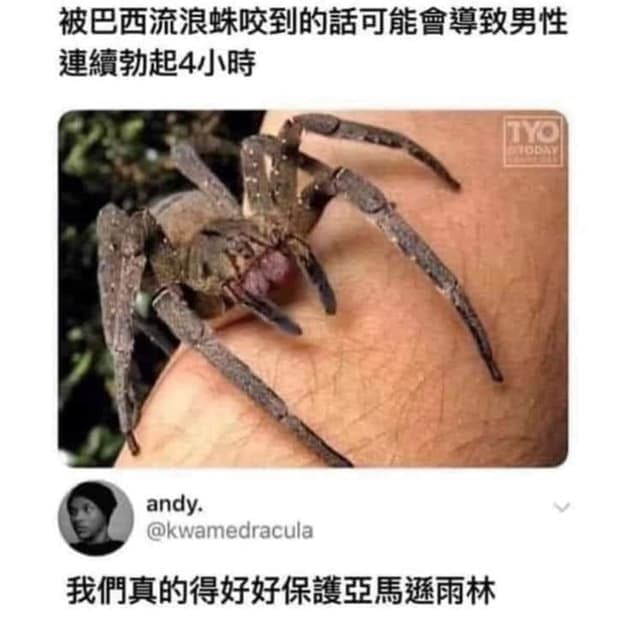 被巴西流浪蛛咬到的話可能會導致男性
連續勃起4小時
TYO
andy.
@kwamedracula
我們真的得好好保護亞馬遜雨林